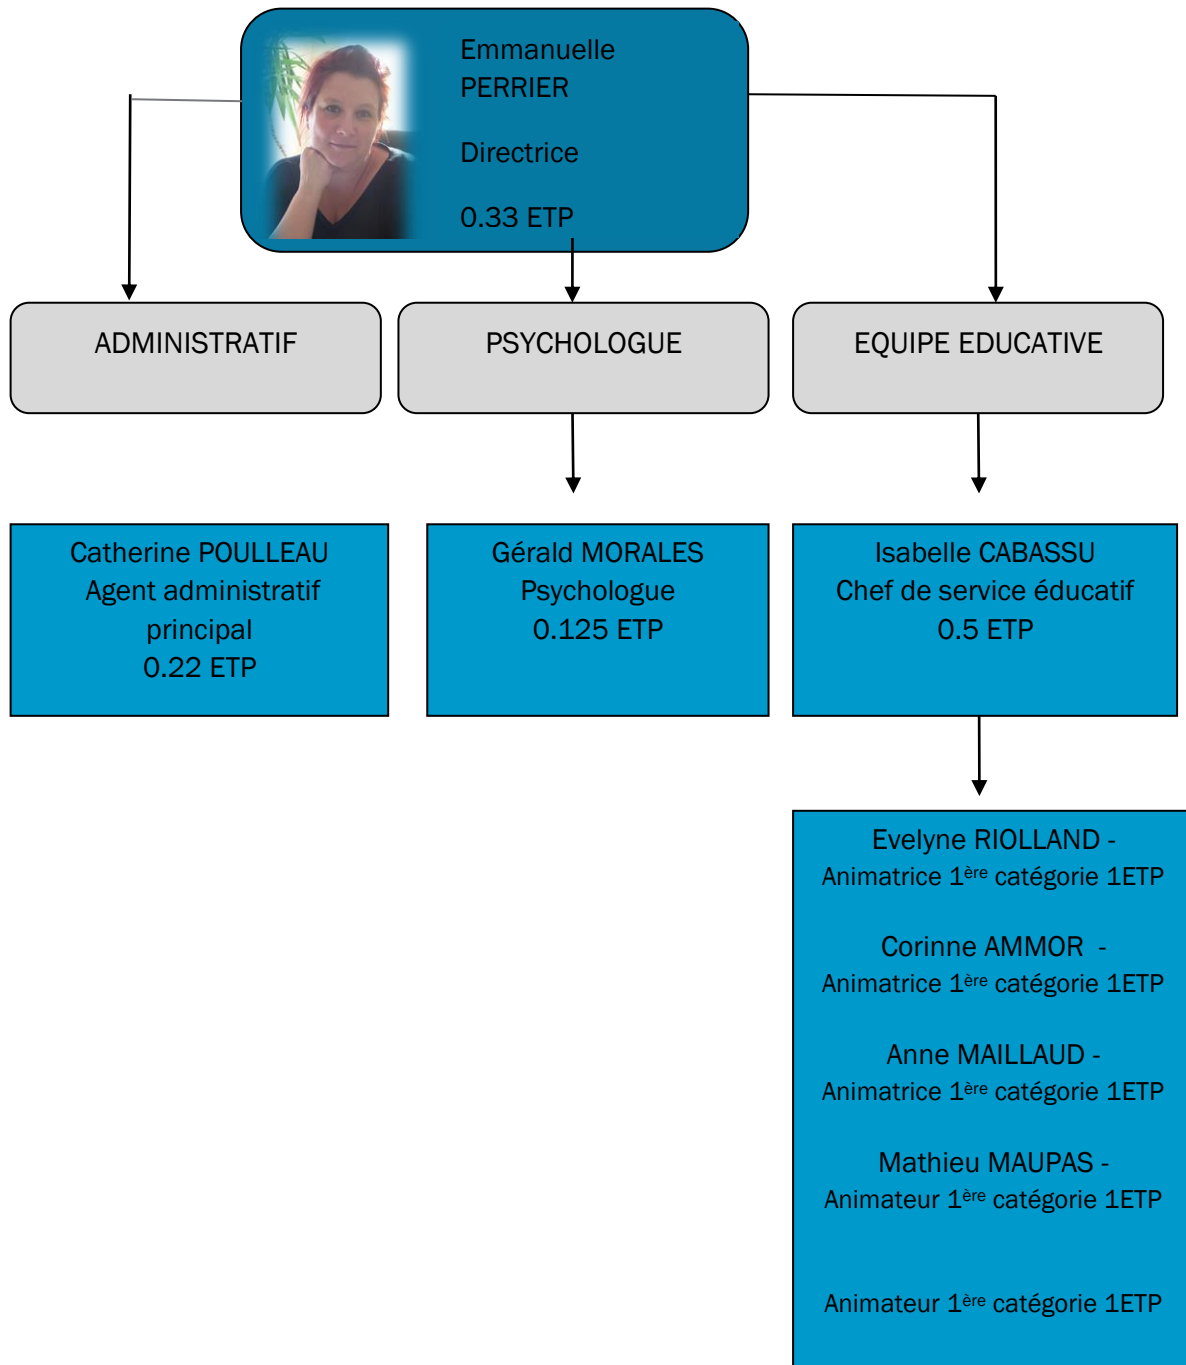 Emmanuelle
PERRIER
Directrice
0.33 ETP
ADMINISTRATIF
PSYCHOLOGUE
EQUIPE EDUCATIVE
Catherine POULLEAU
Agent administratif
principal
0.22 ETP
Gérald MORALES
Psychologue
0.125 ETP
Isabelle CABASSU
Chef de service éducatif
0.5 ETP
Evelyne RIOLLAND -
Animatrice 1ère catégorie 1ETP
Corinne AMMOR -
Animatrice 1ère catégorie 1ETP
Anne MAILLAUD -
Animatrice 1ère catégorie 1ETP
Mathieu MAUPAS -
Animateur 1ère catégorie 1ETP
Animateur 1ère catégorie 1ETP